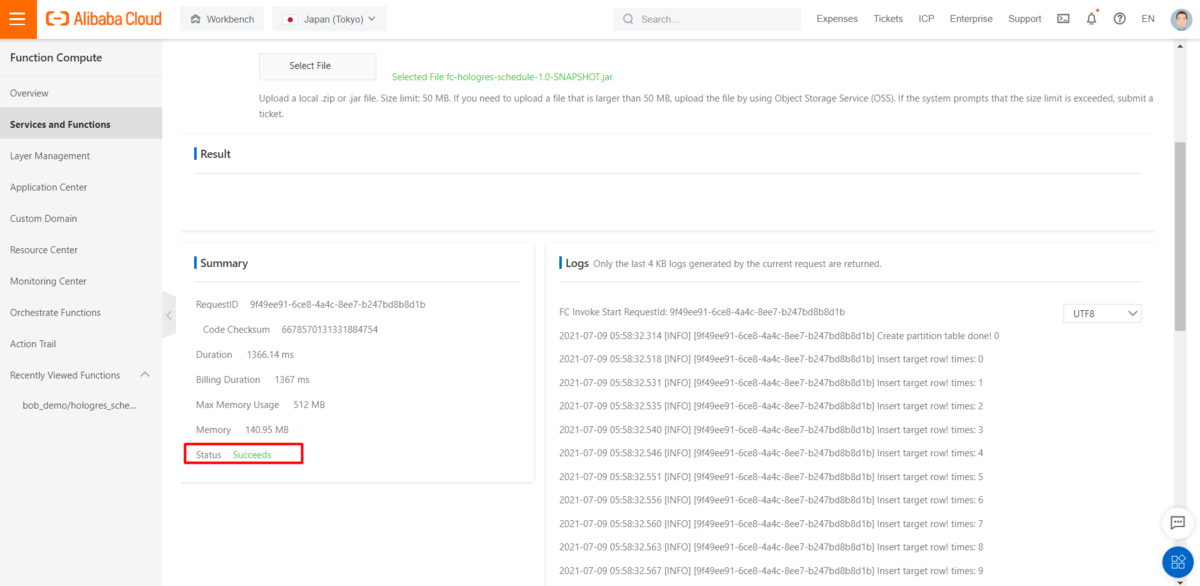 Alibaba Cloud
Workbench
Japan (Tokyo)
Search...
Expenses
Tickets
ICP
Enterprise
Support
EN
Function Compute
Overview
Services and Functions
Layer Management
Application Center
Custom Domain
Resource Center
Monitoring Center
Orchestrate Functions
Action Trail
Recently Viewed Functions
bob_demo/hologres_sche...
Select File
Selected File fc-hologres-schedule-1.0-SNAPSHOT.jar
Upload a local .zip or .jar file. Size limit: 50 MB. If you need to upload a file that is larger than 50 MB, upload the file by using Object Storage Service (OSS). If the system prompts that the size limit is exceeded, submit a
ticket.
Result
Summary
RequestID 9f49ee91-6ce8-4a4c-8ee7-b247bd8b8d1b
Code Checksum 6678570131331884754
Duration 1366.14 ms
Billing Duration 1367 ms
Max Memory Usage 512 MB
Memory 140.95 MB
Status Succeeds
Logs Only the last 4 KB logs generated by the current request are returned.
UTF8
FC Invoke Start RequestId: 9f49ee91-6ce8-4a4c-8ee7-b247bd8b8d1b
2021-07-09 05:58:32.314 [INFO] [9f49ee91-6ce8-4a4c-8ee7-b247bd8b8d1b] Create partition table done! 0
2021-07-09 05:58:32.518 [INFO] [9f49ee91-6ce8-4a4c-8ee7-b247bd8b8d1b] Insert target row! times: 0
2021-07-09 05:58:32.531 [INFO] [9f49ee91-6ce8-4a4c-8ee7-b247bd8b8d1b] Insert target row! times: 1
2021-07-09 05:58:32.535 [INFO] [9f49ee91-6ce8-4a4c-8ee7-b247bd8b8d1b] Insert target row! times: 2
2021-07-09 05:58:32.540 [INFO] [9f49ee91-6ce8-4a4c-8ee7-b247bd8b8d1b] Insert target row! times: 3
2021-07-09 05:58:32.546 [INFO] [9f49ee91-6ce8-4a4c-8ee7-b247bd8b8d1b] Insert target row! times: 4
2021-07-09 05:58:32.551 [INFO] [9f49ee91-6ce8-4a4c-8ee7-b247bd8b8d1b] Insert target row! times: 5
2021-07-09 05:58:32.556 [INFO] [9f49ee91-6ce8-4a4c-8ee7-b247bd8b8d1b] Insert target row! times: 6
2021-07-09 05:58:32.560 [INFO] [9f49ee91-6ce8-4a4c-8ee7-b247bd8b8d1b] Insert target row! times: 7
2021-07-09 05:58:32.563 [INFO] [9f49ee91-6ce8-4a4c-8ee7-b247bd8b8d1b] Insert target row! times: 8
2021-07-09 05:58:32.567 [INFO] [9f49ee91-6ce8-4a4c-8ee7-b247bd8b8d1b] Insert target row! times: 9